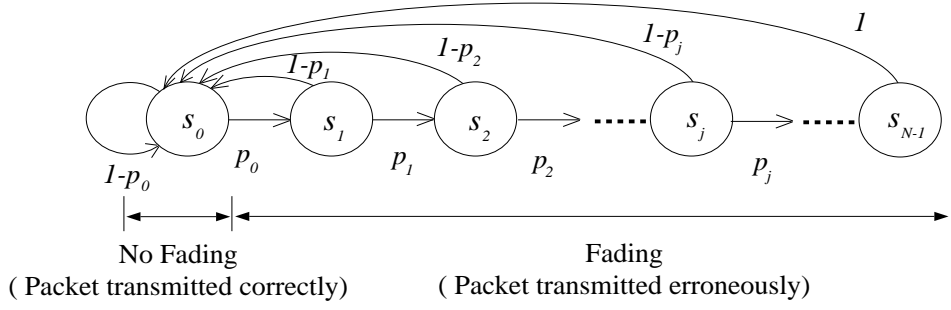 1
1-p_j
1-p_2
1-p_1
s_0
s_1
s_2
s_j
s_{N-1}
p_0
p_1
p_2
p_j
1-p_0
No Fading
( Packet transmitted correctly)
Fading
( Packet transmitted erroneously)